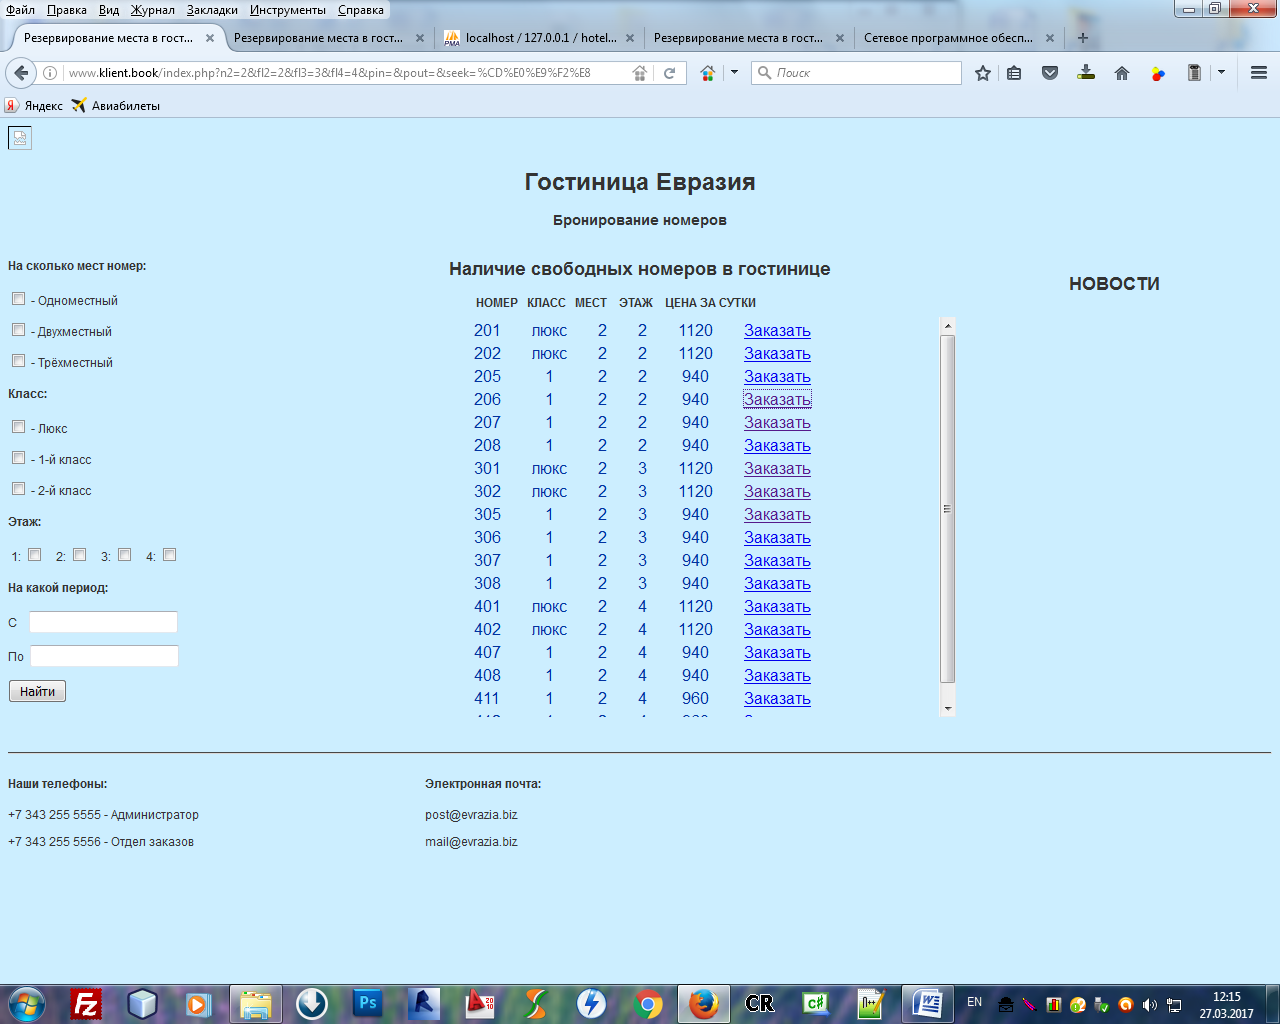 Файл Правка Вид Журнал Закладки Инструменты Справка
Резервирование места в гост... Резервирование места в гост... localhost / 127.0.0.1 / hotel... Резервирование места в гост... Сетевое программное обесп...
www.klient.book/index.php?n2=2&fl2=2&fl3=3&fl4=4&pin=&pout=&seek=%CD%E0%E9%F2%E8 Поиск
Яндекс Авиабилеты
Гостиница Евразия
Бронирование номеров
На сколько мест номер:
- Одноместный
- Двухместный
- Трёхместный
Класс:
- Люкс
- 1-й класс
- 2-й класс
Этаж:
1: 2: 3: 4:
На какой период:
С
По
Найти
Наличие свободных номеров в гостинице
НОМЕР КЛАСС МЕСТ ЭТАЖ ЦЕНА ЗА СУТКИ
201 люкс 2 2 1120 Заказать
202 люкс 2 2 1120 Заказать
205 1 2 2 940 Заказать
206 1 2 2 940 Заказать
207 1 2 2 940 Заказать
208 1 2 2 940 Заказать
301 люкс 2 3 1120 Заказать
302 люкс 2 3 1120 Заказать
305 1 2 3 940 Заказать
306 1 2 3 940 Заказать
307 1 2 3 940 Заказать
308 1 2 3 940 Заказать
401 люкс 2 4 1120 Заказать
402 люкс 2 4 1120 Заказать
407 1 2 4 940 Заказать
408 1 2 4 940 Заказать
411 1 2 4 960 Заказать
НОВОСТИ
Наши телефоны:
+7 343 255 5555 - Администратор
+7 343 255 5556 - Отдел заказов
Электронная почта:
post@evrazia.biz
mail@evrazia.biz
EN 12:15
27.03.2017